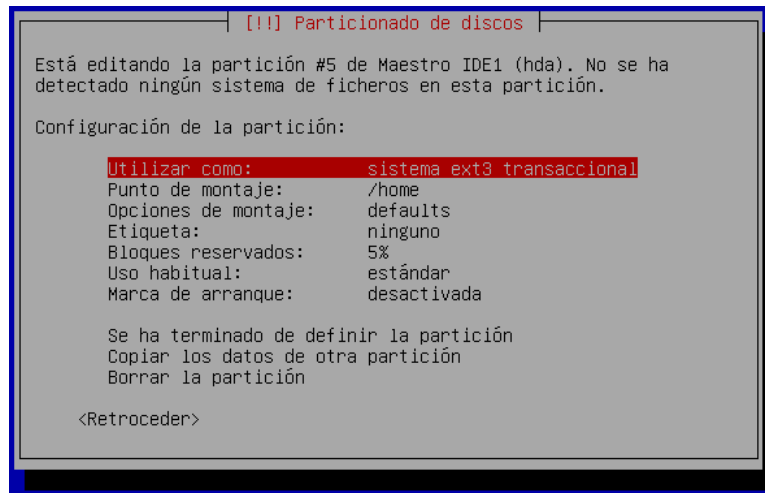 [!!] Particionado de discos
Está editando la partición #5 de Maestro IDE1 (hda). No se ha
detectado ningún sistema de ficheros en esta partición.
Configuración de la partición:
Utilizar como: sistema ext3 transaccional
Punto de montaje: /home
Opciones de montaje: defaults
Etiqueta: ninguno
Bloques reservados: 5%
Uso habitual: estándar
Marca de arranque: desactivada
Se ha terminado de definir la partición
Copiar los datos de otra partición
Borrar la partición
<Retroceder>